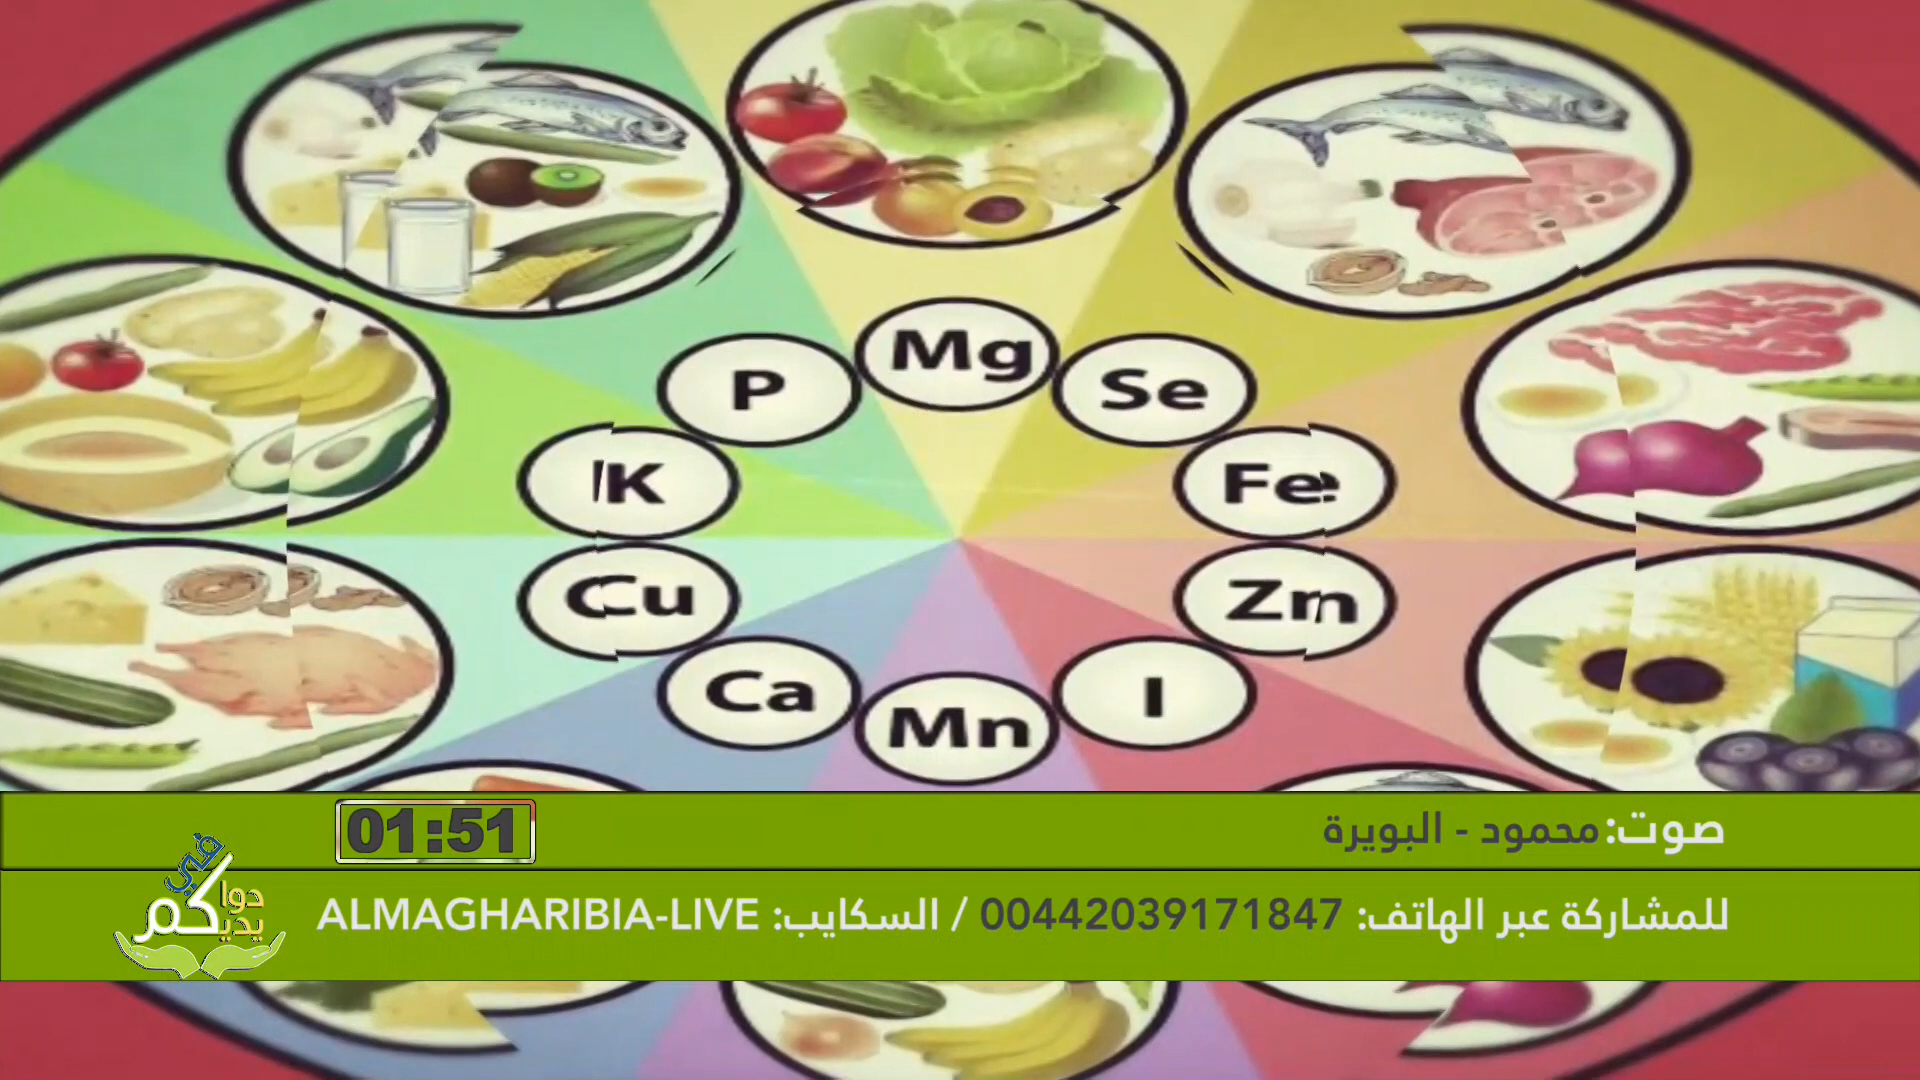 Mg
P
Se
K
Fe
Cu
Zn
Ca
I
Mn
صوت: محمود - البويرة
01:51
للمشاركة عبر الهاتف: 00442039171847 / السكايب: ALMAGHARIBIA-LIVE
في
دوا
يديكم